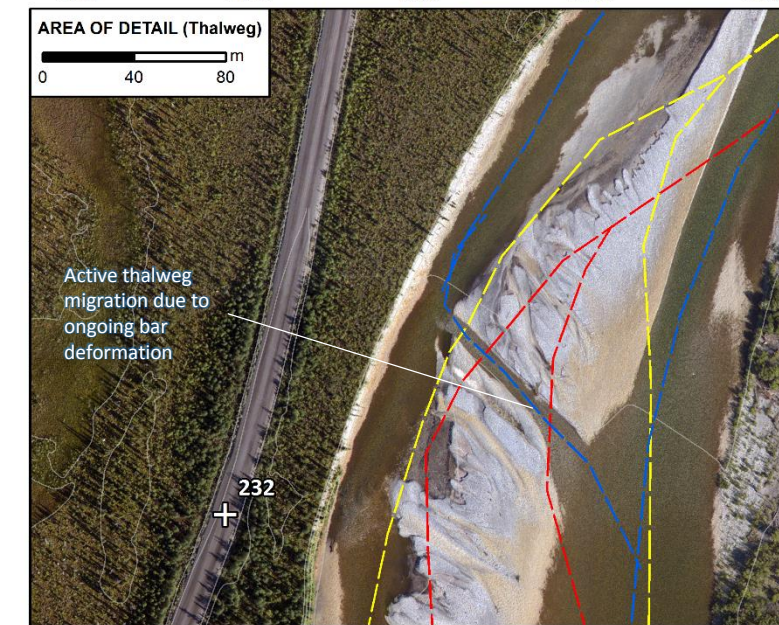 AREA OF DETAIL (Thalweg)
m
0 40 80
Active thalweg
migration due to
ongoing bar
deformation
232